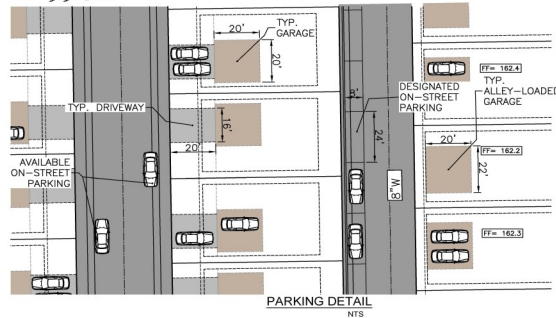 20'
TYP.
GARAGE
20'
TYP. DRIVEWAY
16'
20'
AVAILABLE
ON-STREET
PARKING
8'
DESIGNATED
ON-STREET
PARKING
24'
8"W
FF= 162.4
TYP.
ALLEY-LOADED
GARAGE
20'
FF= 162.2
22'
FF= 162.3
PARKING DETAIL
NTS